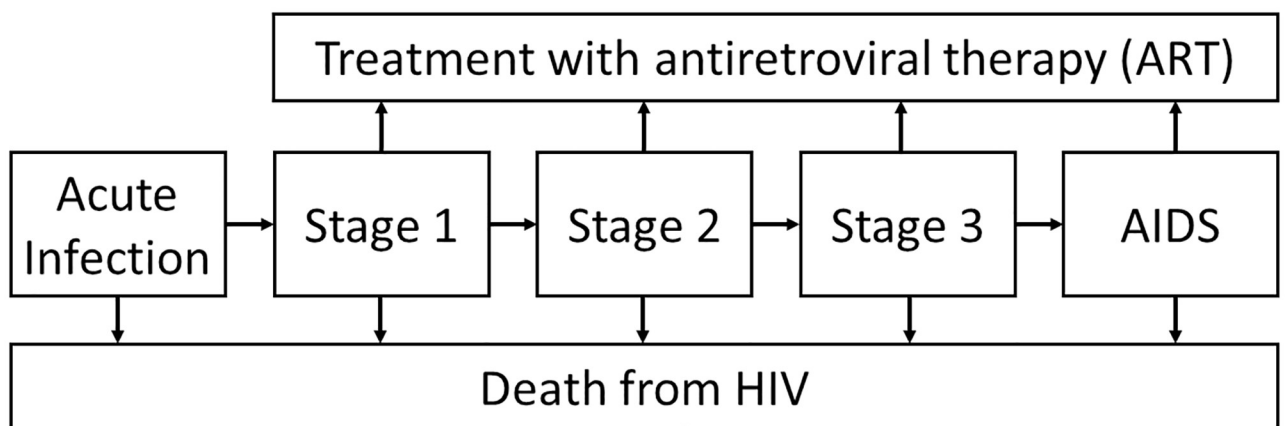 Treatment with antiretroviral therapy (ART)
Acute
Infection
Stage 1
Stage 2
Stage 3
AIDS
Death from HIV